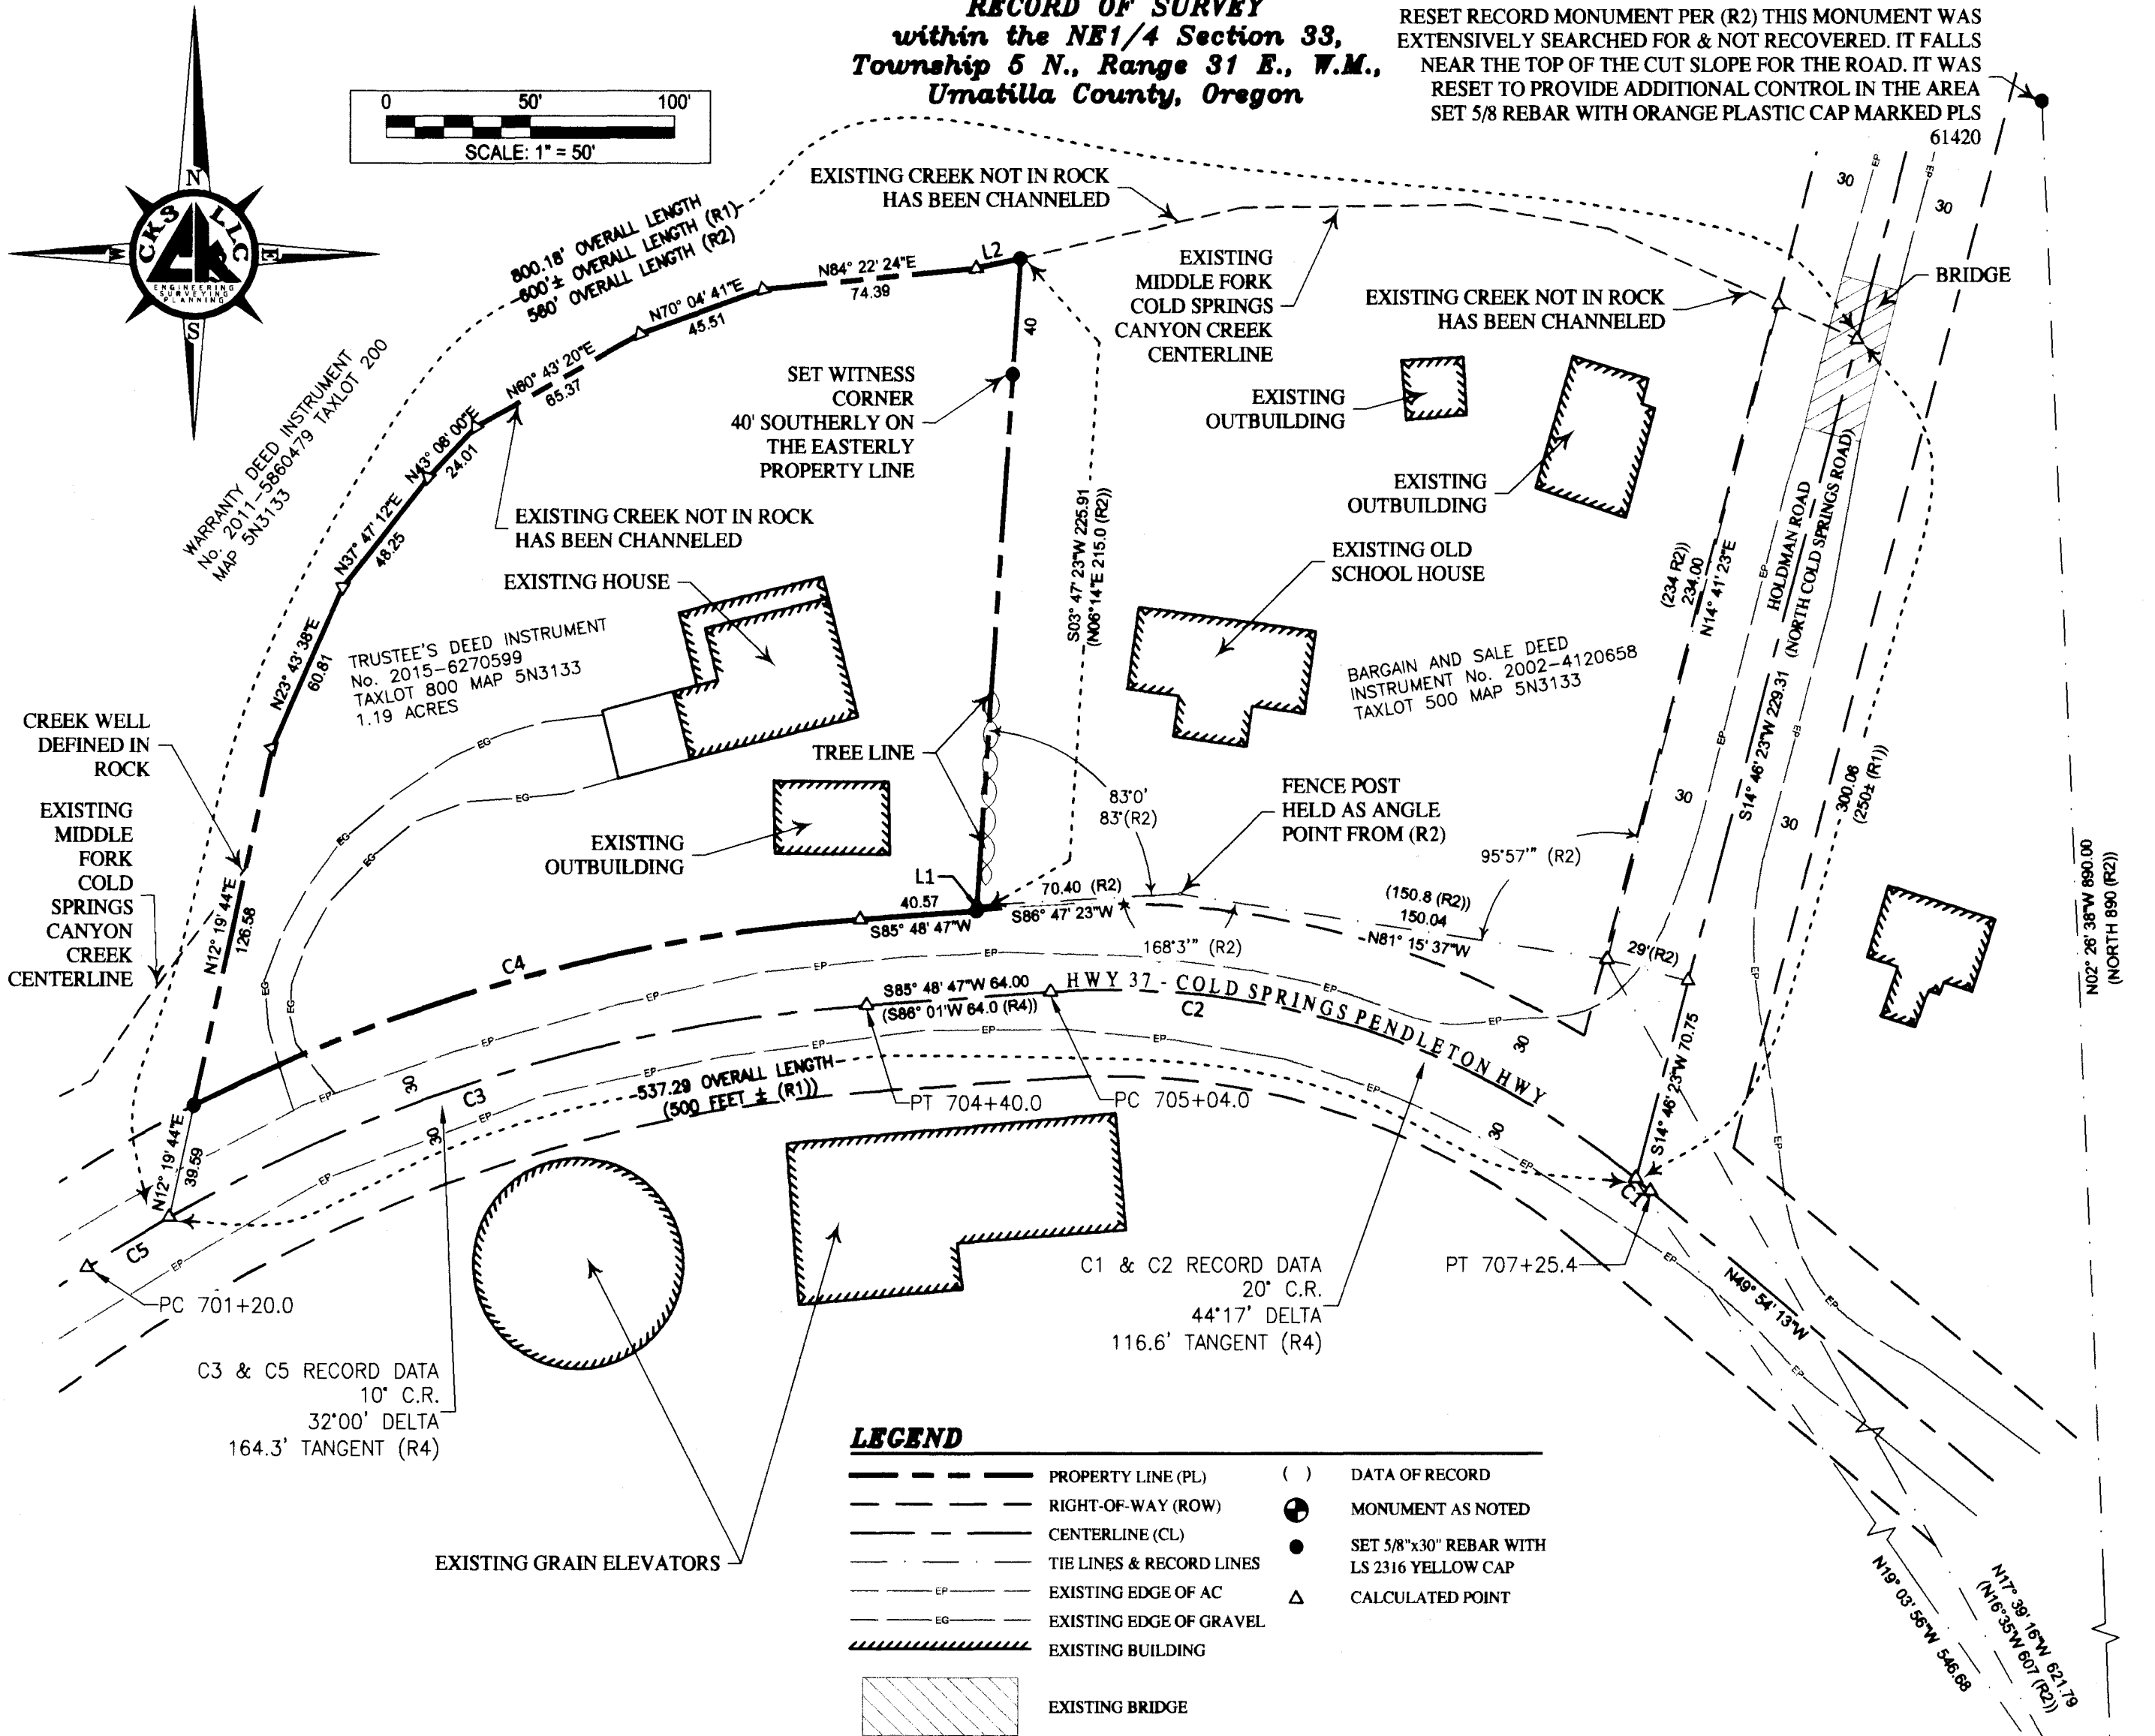 RECORD OF SURVEY
within the NE1/4 Section 33,
Township 5 N., Range 31 E., W.M.,
Umatilla County, Oregon
RESET RECORD MONUMENT PER (R2) THIS MONUMENT WAS
EXTENSIVELY SEARCHED FOR & NOT RECOVERED. IT FALLS
NEAR THE TOP OF THE CUT SLOPE FOR THE ROAD. IT WAS
RESET TO PROVIDE ADDITIONAL CONTROL IN THE AREA
SET 5/8 REBAR WITH ORANGE PLASTIC CAP MARKED PLS
61420
0 50' 100'
SCALE: 1" = 50'
N
W
E
S
CKS LLC
ENGINEERING
SURVEYING
PLANNING
800.18' OVERALL LENGTH
-600'± OVERALL LENGTH (R1)
580' OVERALL LENGTH (R2)
EXISTING CREEK NOT IN ROCK
HAS BEEN CHANNELED
EXISTING
MIDDLE FORK
COLD SPRINGS
CANYON CREEK
CENTERLINE
EXISTING CREEK NOT IN ROCK
HAS BEEN CHANNELED
BRIDGE
30
30
L2
N84° 22' 24"E
74.39
N70° 04' 41"E
45.51
N60° 43' 20"E
65.37
N43° 08' 00"E
24.01
N37° 47' 12"E
48.25
N23° 43' 38"E
60.81
N12° 19' 44"E
126.58
N12° 19' 44"E
39.59
40
SET WITNESS
CORNER
40' SOUTHERLY ON
THE EASTERLY
PROPERTY LINE
EXISTING
OUTBUILDING
EXISTING
OUTBUILDING
WARRANTY DEED INSTRUMENT
No. 2011-5860479 TAXLOT 200
MAP 5N3133
EXISTING CREEK NOT IN ROCK
HAS BEEN CHANNELED
EXISTING HOUSE
TRUSTEE'S DEED INSTRUMENT
No. 2015-6270599
TAXLOT 800 MAP 5N3133
1.19 ACRES
S03° 47' 23"W 225.91
(N06°14"E 215.0 (R2))
EXISTING OLD
SCHOOL HOUSE
BARGAIN AND SALE DEED
INSTRUMENT No. 2002-4120658
TAXLOT 500 MAP 5N3133
(234 R2))
234.00
N14° 41' 23"E
HOLDMAN ROAD
(NORTH COLD SPRINGS ROAD)
S14° 46' 23"W 229.31
300.06
(250± (R1))
30
30
N02° 26' 38"W 890.00
(NORTH 890 (R2))
CREEK WELL
DEFINED IN
ROCK
EXISTING
MIDDLE
FORK
COLD
SPRINGS
CANYON
CREEK
CENTERLINE
TREE LINE
EXISTING
OUTBUILDING
83°0'
83°(R2)
FENCE POST
HELD AS ANGLE
POINT FROM (R2)
95°57'" (R2)
L1
40.57
S85° 48' 47"W
70.40 (R2)
S86° 47' 23"W
168°3'" (R2)
(150.8 (R2))
150.04
N81° 15' 37"W
29'(R2)
C4
S85° 48' 47"W 64.00
(S86° 01'W 64.0 (R4))
HWY 37 - COLD SPRINGS PENDLETON HWY
C2
C3
30
30
30
30
-537.29 OVERALL LENGTH
(500 FEET ± (R1))
PT 704+40.0
PC 705+04.0
S14° 46' 23"W 70.75
C1
PT 707+25.4
C5
PC 701+20.0
C3 & C5 RECORD DATA
10° C.R.
32°00' DELTA
164.3' TANGENT (R4)
C1 & C2 RECORD DATA
20° C.R.
44°17' DELTA
116.6' TANGENT (R4)
N49° 54' 13"W
EXISTING GRAIN ELEVATORS
N19° 03' 56"W 546.68
N17° 39' 16"W 621.79
(N16°35'W 607 (R2))
LEGEND
PROPERTY LINE (PL)
RIGHT-OF-WAY (ROW)
CENTERLINE (CL)
TIE LINES & RECORD LINES
EP EXISTING EDGE OF AC
EG EXISTING EDGE OF GRAVEL
EXISTING BUILDING
EXISTING BRIDGE
( ) DATA OF RECORD
MONUMENT AS NOTED
SET 5/8"x30" REBAR WITH
LS 2316 YELLOW CAP
CALCULATED POINT